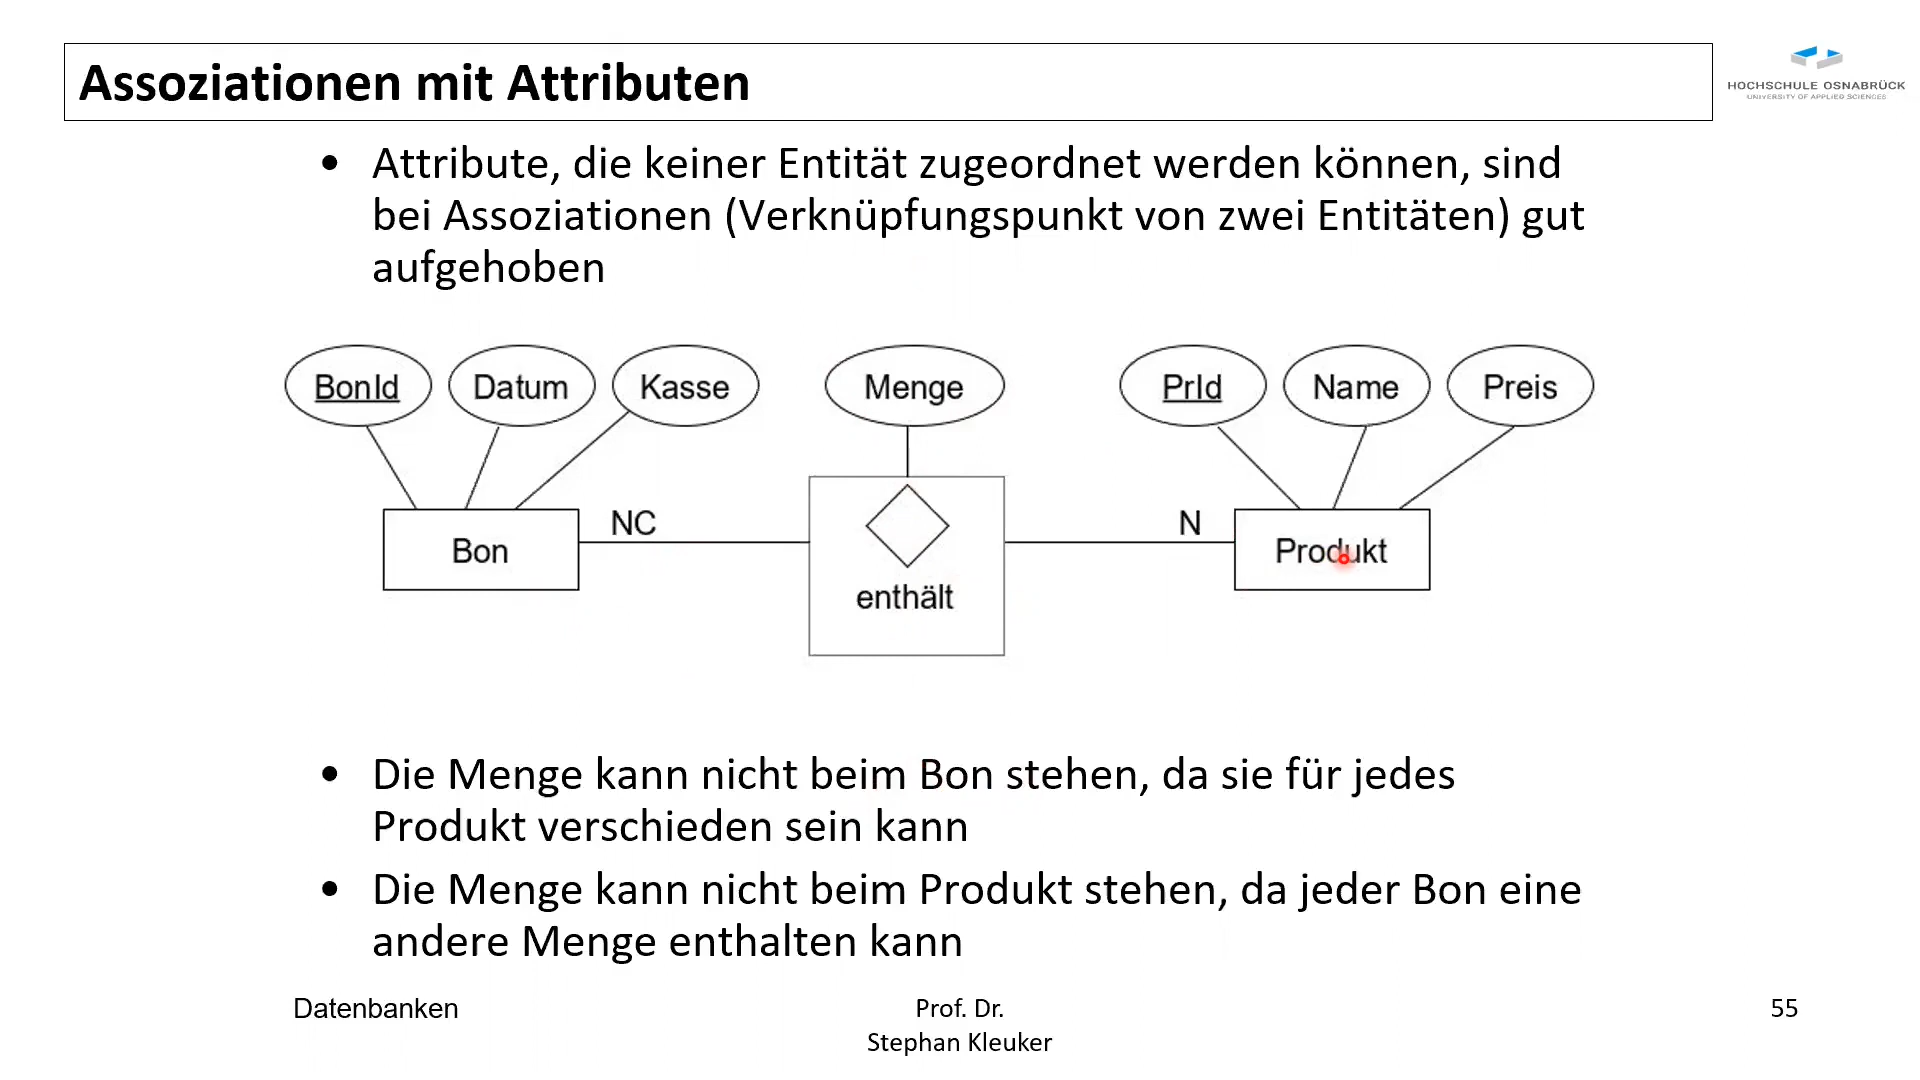 Assoziationen mit Attributen
HOCHSCHULE OSNABRÜCK
UNIVERSITY OF APPLIED SCIENCES
• Attribute, die keiner Entität zugeordnet werden können, sind
bei Assoziationen (Verknüpfungspunkt von zwei Entitäten) gut
aufgehoben
BonId Datum Kasse Menge PrId Name Preis
NC N
Bon Produkt
enthält
• Die Menge kann nicht beim Bon stehen, da sie für jedes
Produkt verschieden sein kann
• Die Menge kann nicht beim Produkt stehen, da jeder Bon eine
andere Menge enthalten kann
Datenbanken Prof. Dr. 55
Stephan Kleuker